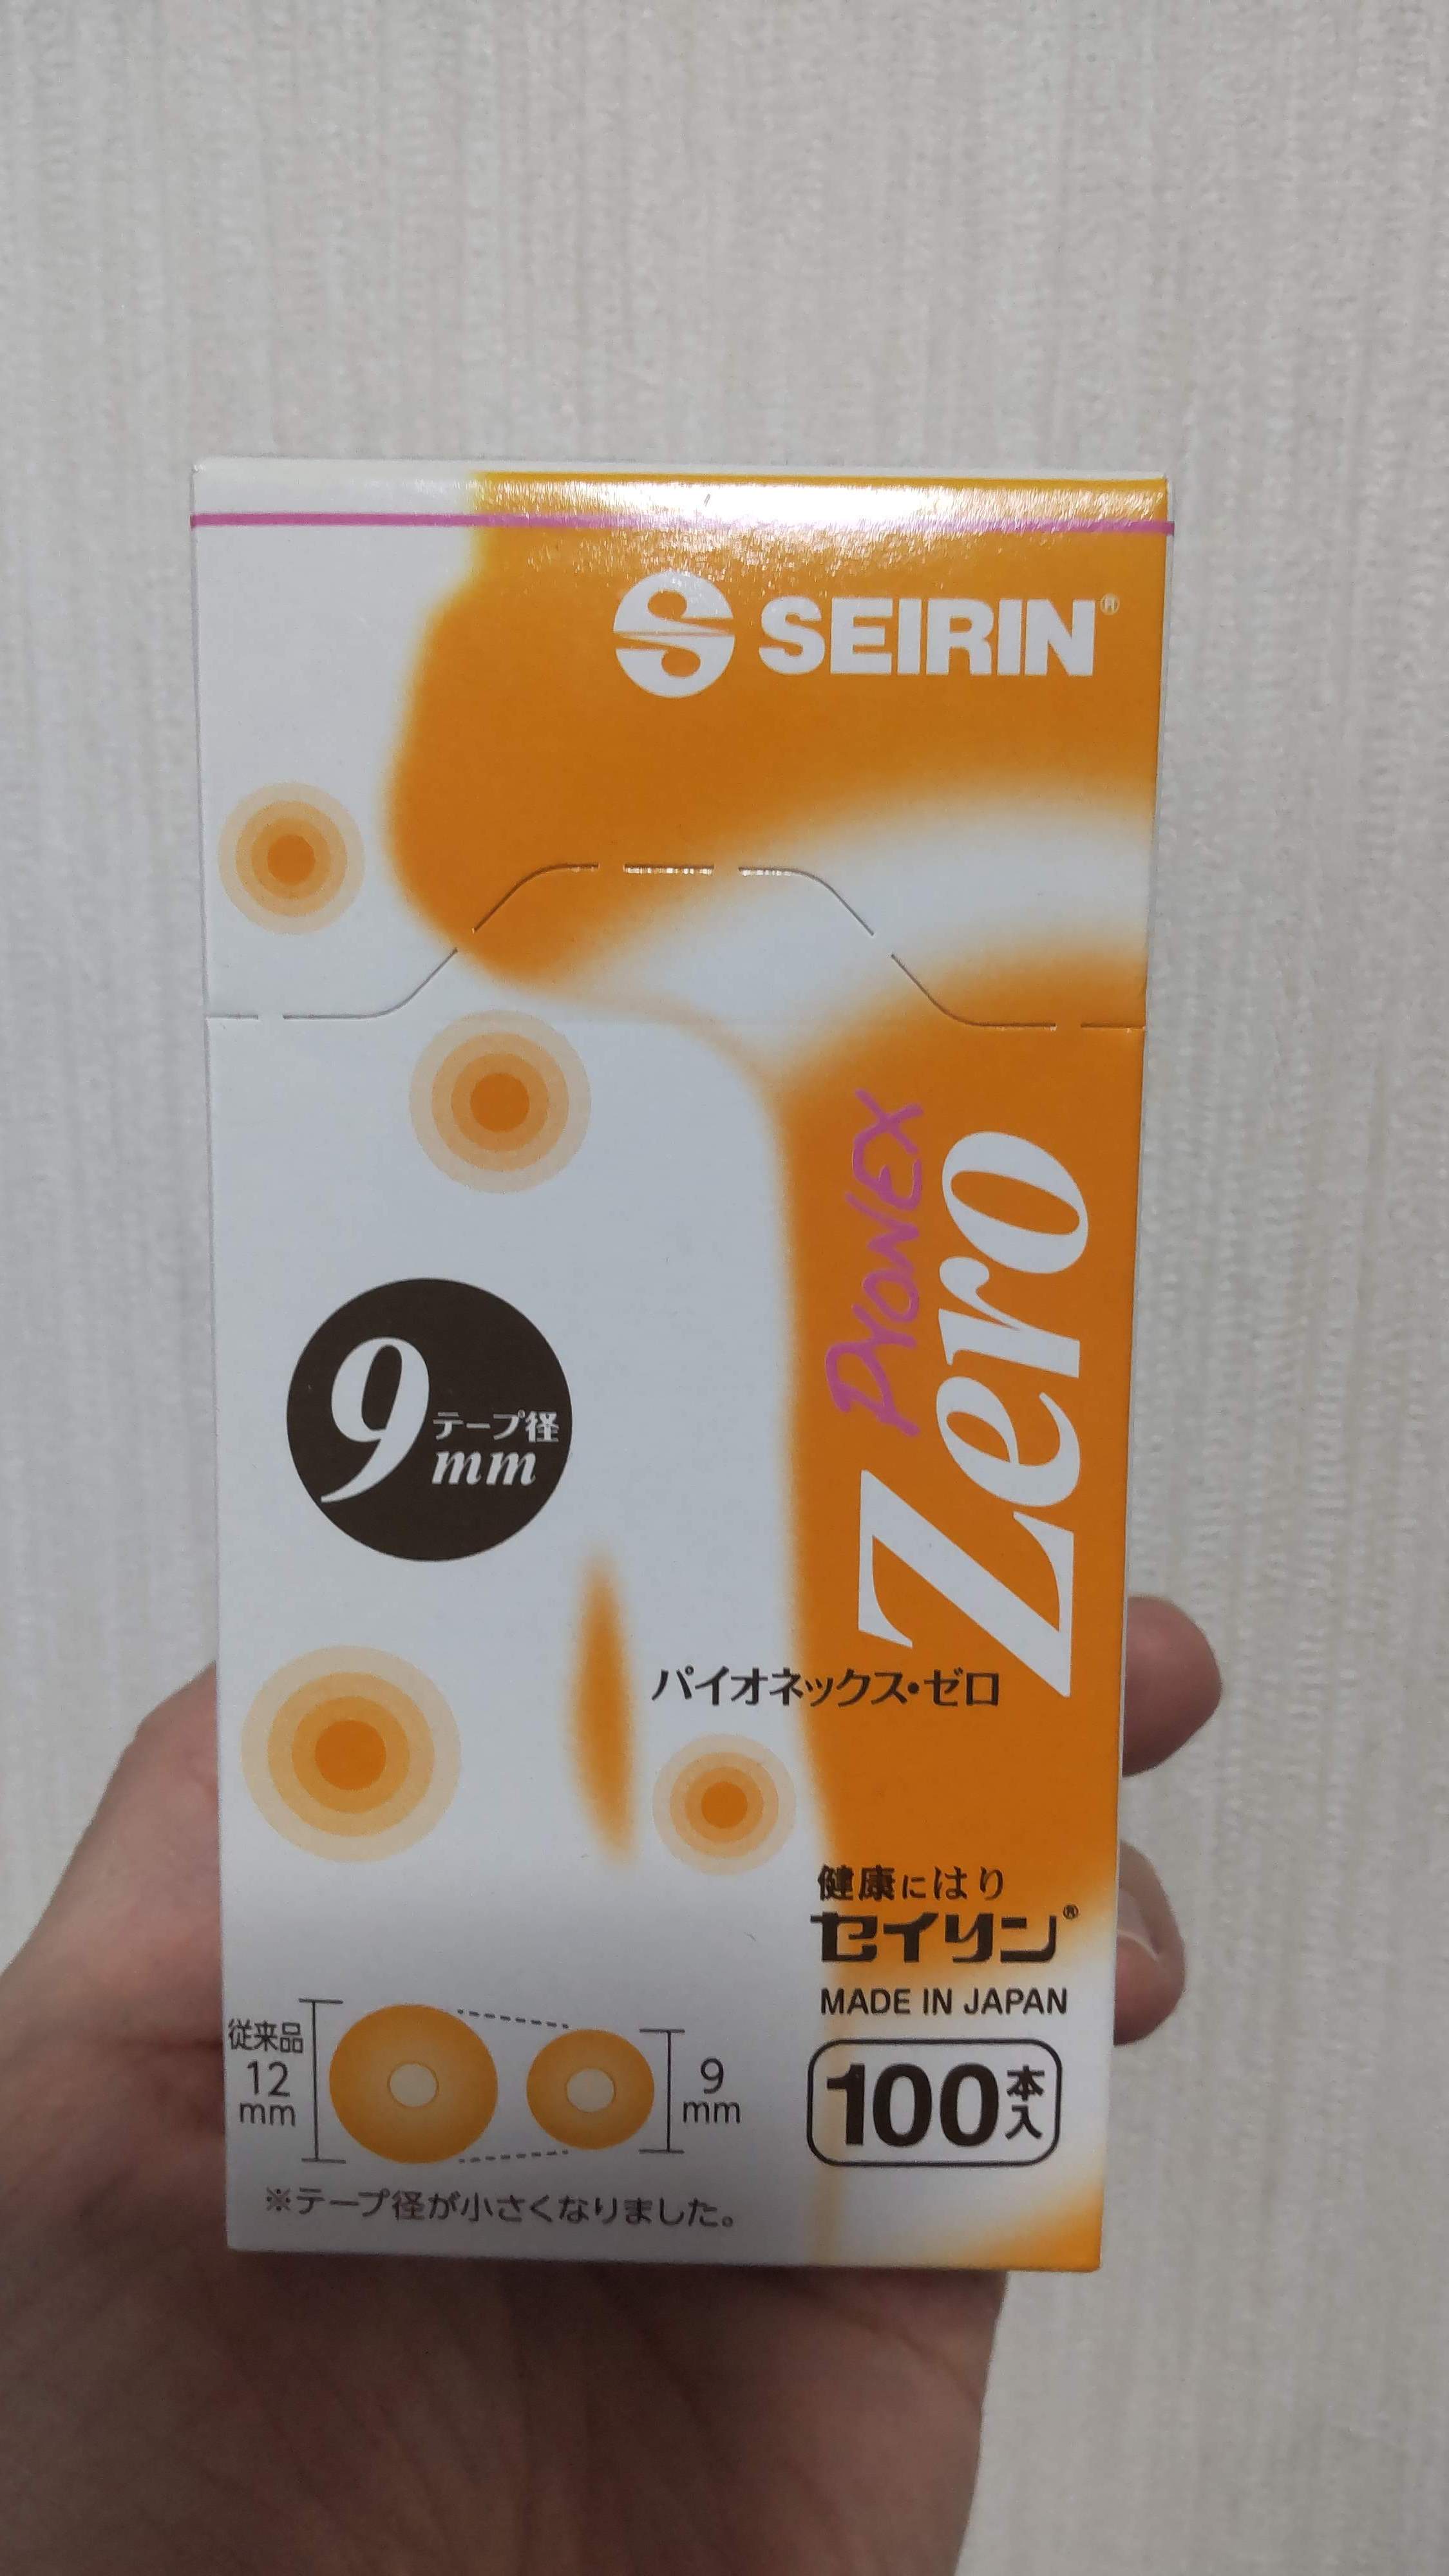 SEIRIN®
PYONEX
Zero
9 テープ径 mm
パイオネックス・ゼロ
健康にはり
セイリン®
MADE IN JAPAN
100本入
従来品
12
mm
9
mm
※テープ径が小さくなりました。